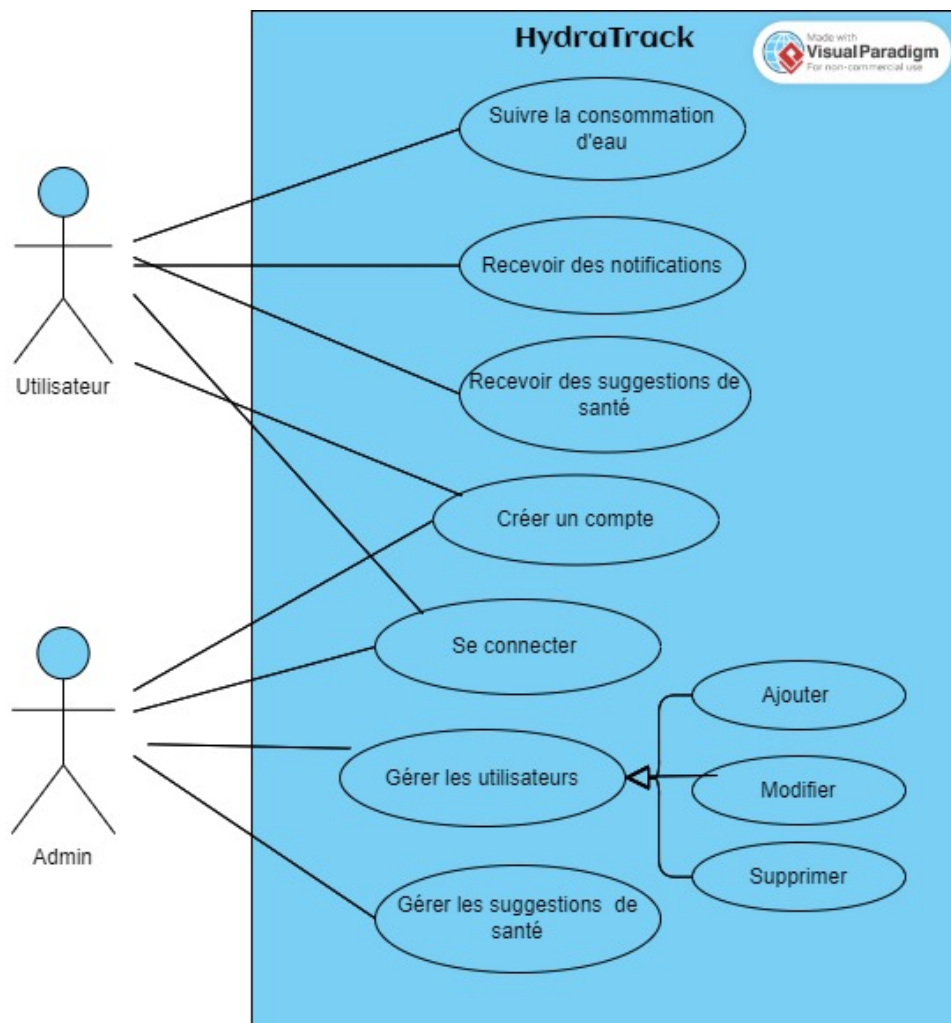 HydraTrack
Made with
Visual Paradigm
For non-commercial use
Suivre la consommation
d'eau
Recevoir des notifications
Recevoir des suggestions de
santé
Utilisateur
Créer un compte
Se connecter
Ajouter
Gérer les utilisateurs
Modifier
Admin
Supprimer
Gérer les suggestions de
santé